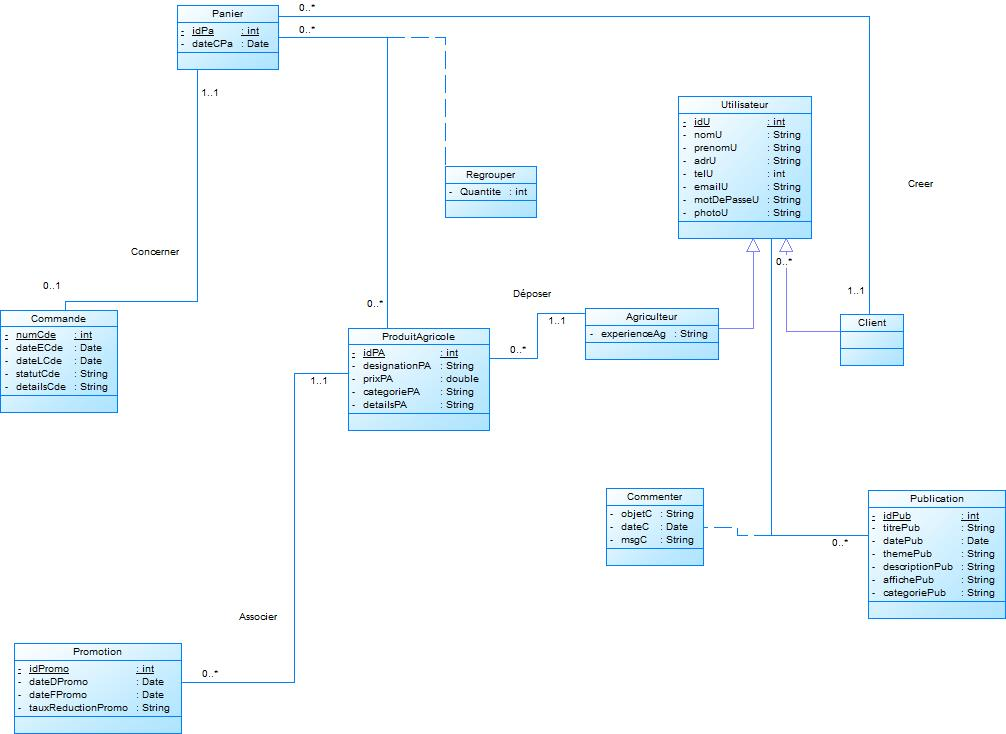 Panier
- idPa : int
- dateCPa : Date
0..*
0..*
1..1
Utilisateur
- idU : int
- nomU : String
- prenomU : String
- adrU : String
- telU : int
- emailU : String
- motDePasseU : String
- photoU : String
Regrouper
- Quantite : int
Creer
Concerner
0..*
0..1
Déposer
1..1
0..*
Commande
- numCde : int
- dateECde : Date
- dateLCde : Date
- statutCde : String
- detailsCde : String
Agriculteur
- experienceAg : String
1..1
Client
ProduitAgricole
- idPA : int
- designationPA : String
- prixPA : double
- categoriePA : String
- detailsPA : String
0..*
1..1
Commenter
- objetC : String
- dateC : Date
- msgC : String
0..*
Publication
- idPub : int
- titrePub : String
- datePub : Date
- themePub : String
- descriptionPub : String
- affichePub : String
- categoriePub : String
Associer
Promotion
- idPromo : int
- dateDPromo : Date
- dateFPromo : Date
- tauxReductionPromo : String
0..*